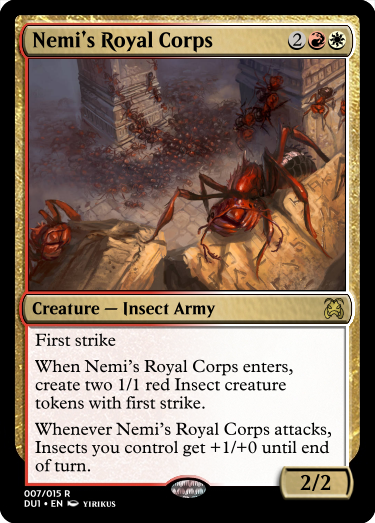 Nemi's Royal Corps 2
Creature — Insect Army
First strike
When Nemi's Royal Corps enters,
create two 1/1 red Insect creature
tokens with first strike.
Whenever Nemi's Royal Corps attacks,
Insects you control get +1/+0 until end
of turn.
2/2
007/015 R
DU1 • EN YIRIKUS